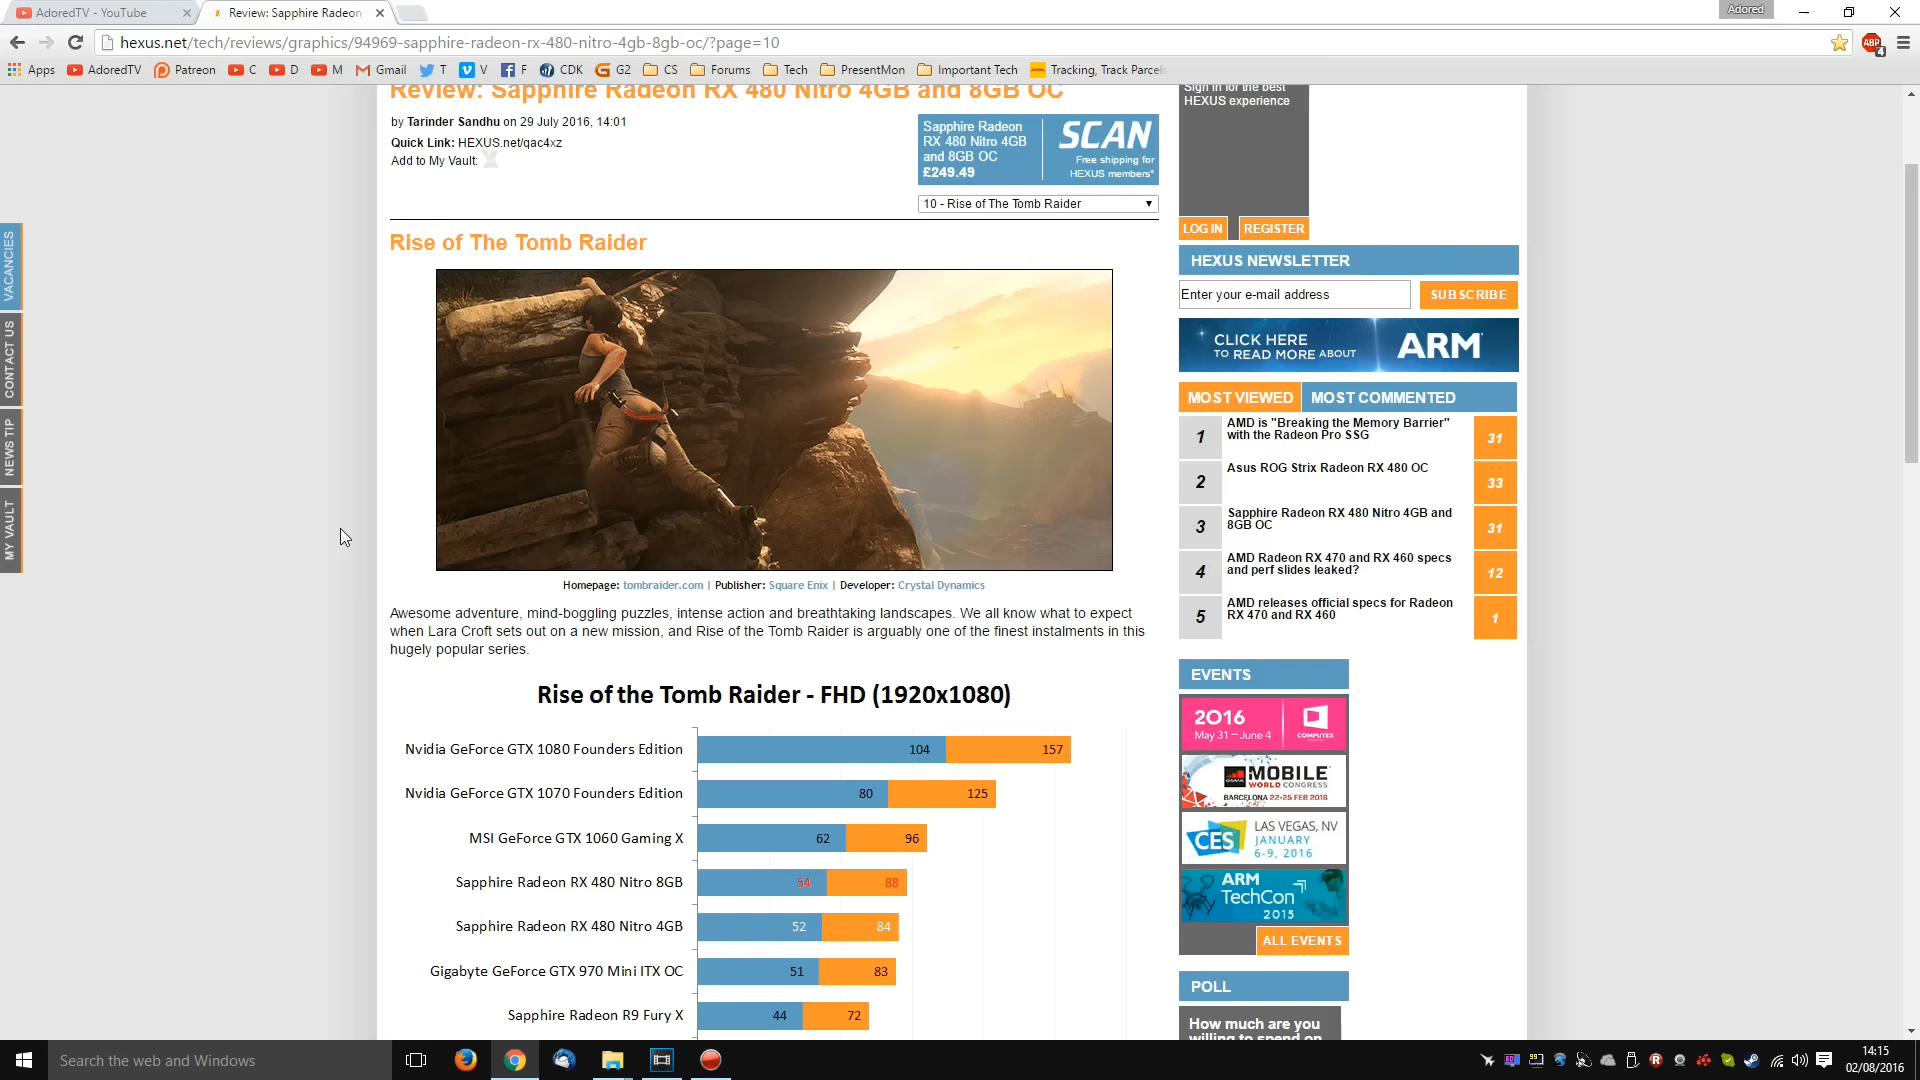 AdoredTV - YouTube
Review: Sapphire Radeon
Adored
hexus.net/tech/reviews/graphics/94969-sapphire-radeon-rx-480-nitro-4gb-8gb-oc/?page=10
ABP
4
Apps
AdoredTV
Patreon
C
D
M
Gmail
T
V
F
CDK
G2
CS
Forums
Tech
PresentMon
Important Tech
Tracking, Track Parcels
VACANCIES
CONTACT US
NEWS TIP
MY VAULT
Review: Sapphire Radeon RX 480 Nitro 4GB and 8GB OC
by Tarinder Sandhu on 29 July 2016, 14:01
Quick Link: HEXUS.net/qac4xz
Add to My Vault:
Sapphire Radeon
RX 480 Nitro 4GB
and 8GB OC
£249.49
SCAN
Free shipping for
HEXUS members*
10 - Rise of The Tomb Raider
Rise of The Tomb Raider
Homepage: tombraider.com | Publisher: Square Enix | Developer: Crystal Dynamics
Awesome adventure, mind-boggling puzzles, intense action and breathtaking landscapes. We all know what to expect
when Lara Croft sets out on a new mission, and Rise of the Tomb Raider is arguably one of the finest instalments in this
hugely popular series.
Rise of the Tomb Raider - FHD (1920x1080)
Nvidia GeForce GTX 1080 Founders Edition 104 157
Nvidia GeForce GTX 1070 Founders Edition 80 125
MSI GeForce GTX 1060 Gaming X 62 96
Sapphire Radeon RX 480 Nitro 8GB 54 88
Sapphire Radeon RX 480 Nitro 4GB 52 84
Gigabyte GeForce GTX 970 Mini ITX OC 51 83
Sapphire Radeon R9 Fury X 44 72
Sign in for the best
HEXUS experience
LOG IN
REGISTER
HEXUS NEWSLETTER
Enter your e-mail address
SUBSCRIBE
CLICK HERE
TO READ MORE ABOUT
ARM
MOST VIEWED
MOST COMMENTED
1
AMD is "Breaking the Memory Barrier"
with the Radeon Pro SSG
31
2
Asus ROG Strix Radeon RX 480 OC
33
3
Sapphire Radeon RX 480 Nitro 4GB and
8GB OC
31
4
AMD Radeon RX 470 and RX 460 specs
and perf slides leaked?
12
5
AMD releases official specs for Radeon
RX 470 and RX 460
1
EVENTS
2016
May 31 – June 4
COMPUTEX
MOBILE
WORLD CONGRESS
BARCELONA 22-25 FEB 2016
CES
LAS VEGAS, NV
JANUARY
6-9, 2016
ARM
TechCon
2015
ALL EVENTS
POLL
How much are you
willing to spend on
Search the web and Windows
14:15
02/08/2016